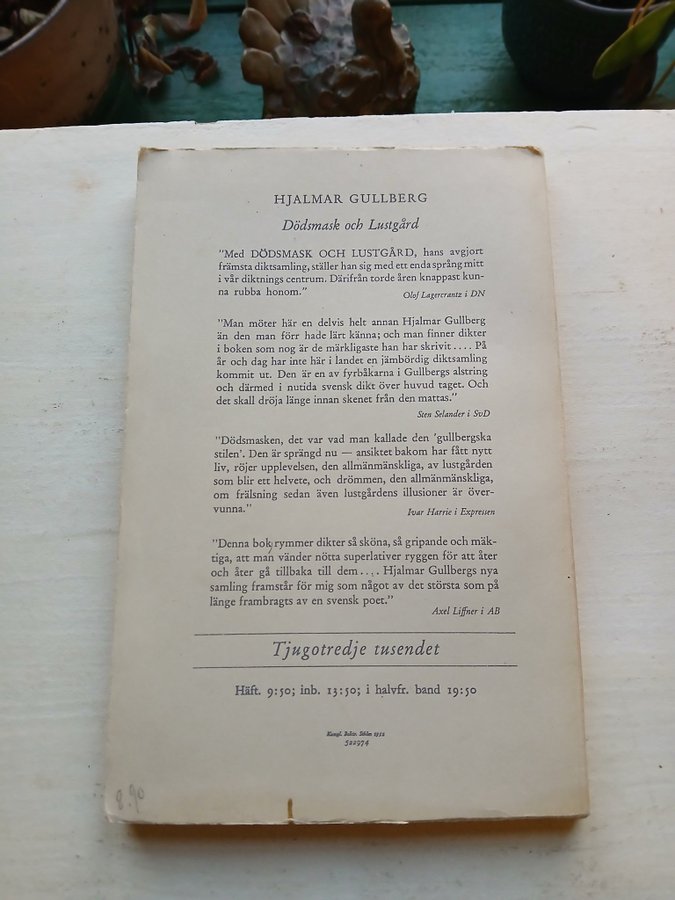 HJALMAR GULLBERG
Dödsmask och Lustgård
"Med DÖDSMASK OCH LUSTGÅRD, hans avgjort
främsta diktsamling, ställer han sig med ett enda språng mitt
i vår diktnings centrum. Därifrån torde åren knappast kun-
na rubba honom."
Olof Lagercrantz i DN
"Man möter här en delvis helt annan Hjalmar Gullberg
än den man förr hade lärt känna; och man finner dikter
i boken som nog är de märkligaste han har skrivit .... På
år och dag har inte här i landet en jämbördig diktsamling
kommit ut. Den är en av fyrbåkarna i Gullbergs alstring
och därmed i nutida svensk dikt över huvud taget. Och
det skall dröja länge innan skenet från den mattas."
Sten Selander i SvD
"Dödsmasken, det var vad man kallade den 'gullbergska
stilen'. Den är sprängd nu — ansiktet bakom har fått nytt
liv, röjer upplevelsen, den allmänmänskliga, av lustgården
som blir ett helvete, och drömmen, den allmänmänskliga,
om frälsning sedan även lustgårdens illusioner är över-
vunna."
Ivar Harrie i Expressen
"Denna bok rymmer dikter så sköna, så gripande och mäk-
tiga, att man vänder nötta superlativer ryggen för att åter
och åter gå tillbaka till dem .... Hjalmar Gullbergs nya
samling framstår för mig som något av det största som på
länge frambragts av en svensk poet."
Axel Liffner i AB
Tjugotredje tusendet
Häft. 9:50; inb. 13:50; i halvfr. band 19:50
Kungl. Boktr. Sthlm 1952
522974
8.90